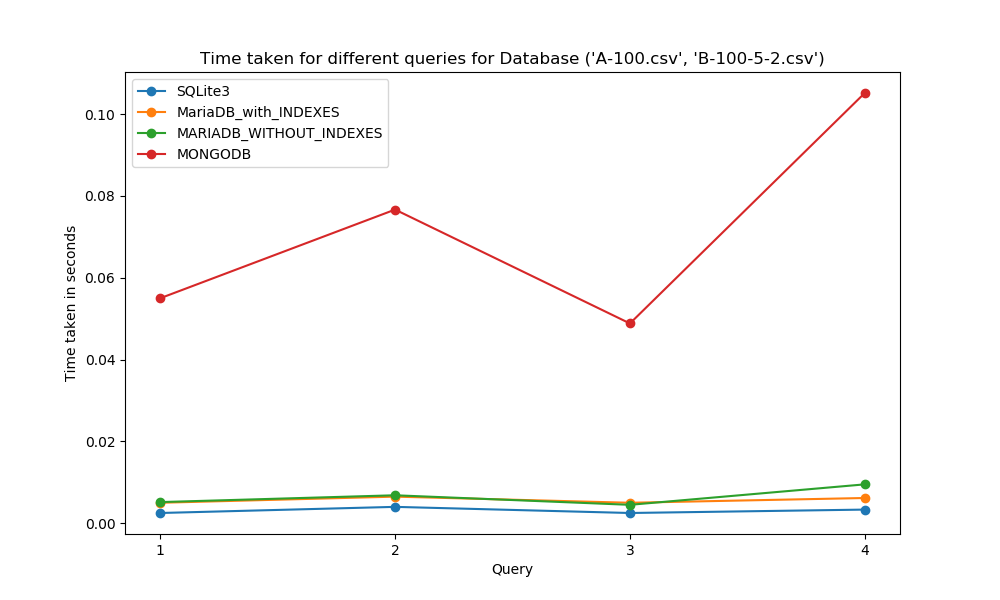 Time taken for different queries for Database ('A-100.csv', 'B-100-5-2.csv')
SQLite3
MariaDB_with_INDEXES
MARIADB_WITHOUT_INDEXES
MONGODB
Time taken in seconds
0.10
0.08
0.06
0.04
0.02
0.00
1
2
3
4
Query